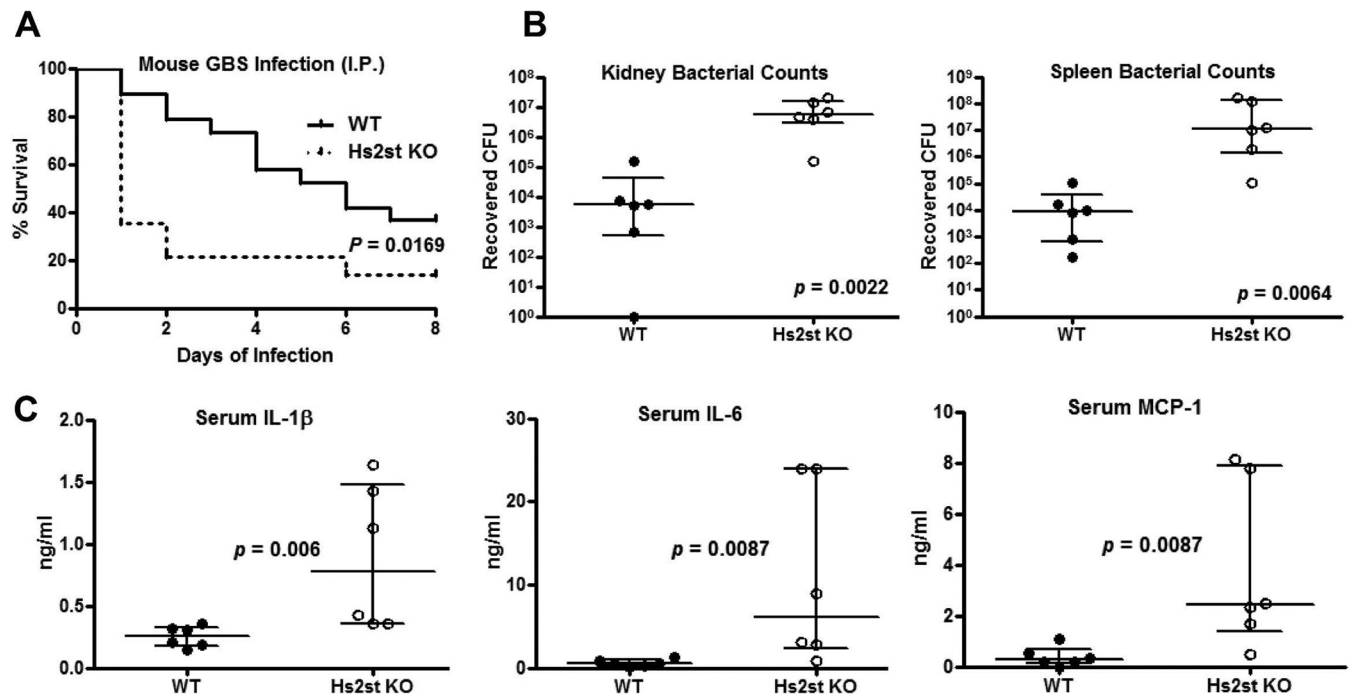 A
Mouse GBS Infection (I.P.)
100
80
60
40
20
0
% Survival
WT
Hs2st KO
P = 0.0169
0 2 4 6 8
Days of Infection
B
Kidney Bacterial Counts
10⁸
10⁷
10⁶
10⁵
10⁴
10³
10²
10¹
10⁰
Recovered CFU
p = 0.0022
WT Hs2st KO
Spleen Bacterial Counts
10⁹
10⁸
10⁷
10⁶
10⁵
10⁴
10³
10²
10¹
10⁰
Recovered CFU
p = 0.0064
WT Hs2st KO
C
Serum IL-1β
2.0
1.5
1.0
0.5
0.0
ng/ml
p = 0.006
WT Hs2st KO
Serum IL-6
30
20
10
0
ng/ml
p = 0.0087
WT Hs2st KO
Serum MCP-1
10
8
6
4
2
0
ng/ml
p = 0.0087
WT Hs2st KO